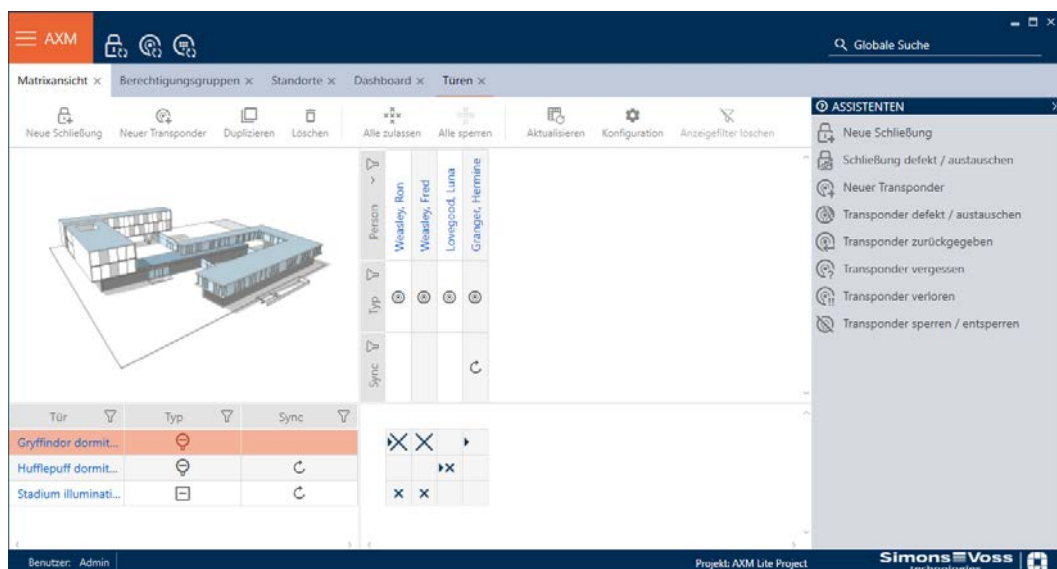 AXM
Globale Suche
Matrixansicht × Berechtigungsgruppen × Standorte × Dashboard × Türen ×
Neue Schließung Neuer Transponder Duplizieren Löschen Alle zulassen Alle sperren Aktualisieren Konfiguration Anzeigefilter löschen
ASSISTENTEN
Neue Schließung
Schließung defekt / austauschen
Neuer Transponder
Transponder defekt / austauschen
Transponder zurückgegeben
Transponder vergessen
Transponder verloren
Transponder sperren / entsperren
Person
Weasley, Ron
Weasley, Fred
Lovegood, Luna
Granger, Hermine
Typ
Sync
Tür Typ Sync
Gryffindor dormit...
Hufflepuff dormit...
Stadium illuminati...
Benutzer: Admin
Projekt: AXM Lite Project
Simons Voss
technologies